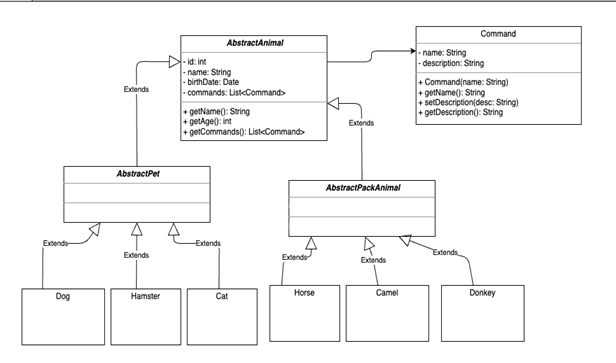 AbstractAnimal
- id: int
- name: String
- birthDate: Date
- commands: List<Command>
+ getName(): String
+ getAge(): int
+ getCommands(): List<Command>
Command
- name: String
- description: String
+ Command(name: String)
+ getName(): String
+ setDescription(desc: String)
+ getDescription(): String
Extends
Extends
AbstractPet
AbstractPackAnimal
Extends
Extends
Extends
Extends
Extends
Extends
Dog
Hamster
Cat
Horse
Camel
Donkey